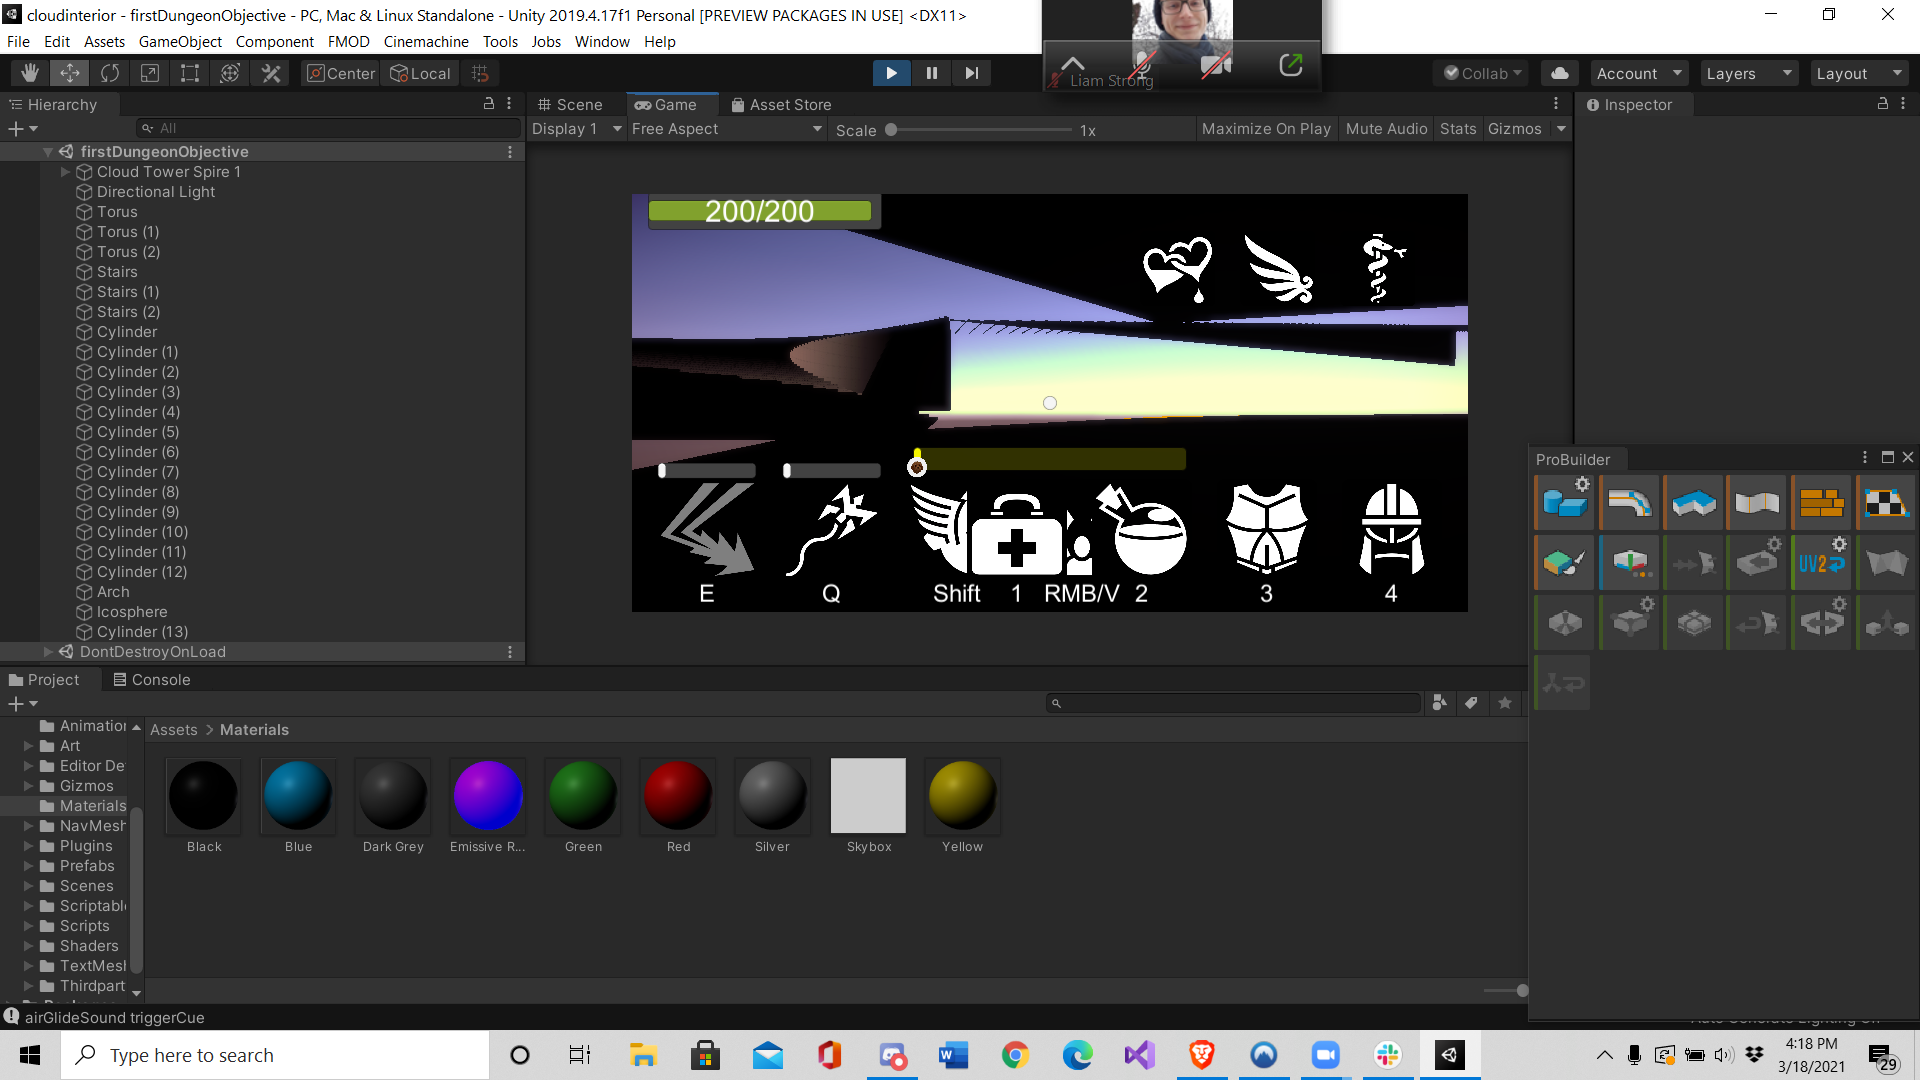 cloudinterior - firstDungeonObjective - PC, Mac & Linux Standalone - Unity 2019.4.17f1 Personal [PREVIEW PACKAGES IN USE] <DX11>
File Edit Assets GameObject Component FMOD Cinemachine Tools Jobs Window Help
Center Local
Liam Strong
Collab Account Layers Layout
Hierarchy
Scene Game Asset Store
Inspector
All
Display 1 Free Aspect Scale 1x Maximize On Play Mute Audio Stats Gizmos
firstDungeonObjective
Cloud Tower Spire 1
Directional Light
Torus
Torus (1)
Torus (2)
Stairs
Stairs (1)
Stairs (2)
Cylinder
Cylinder (1)
Cylinder (2)
Cylinder (3)
Cylinder (4)
Cylinder (5)
Cylinder (6)
Cylinder (7)
Cylinder (8)
Cylinder (9)
Cylinder (10)
Cylinder (11)
Cylinder (12)
Arch
Icosphere
Cylinder (13)
DontDestroyOnLoad
200/200
E Q Shift 1 RMB/V 2 3 4
ProBuilder
UV2
Project Console
Animation
Art
Editor De
Gizmos
Materials
NavMesh
Plugins
Prefabs
Scenes
Scriptabl
Scripts
Shaders
TextMesh
Thirdpart
Assets > Materials
Black Blue Dark Grey Emissive R... Green Red Silver Skybox Yellow
airGlideSound triggerCue
Type here to search
4:18 PM
3/18/2021
29